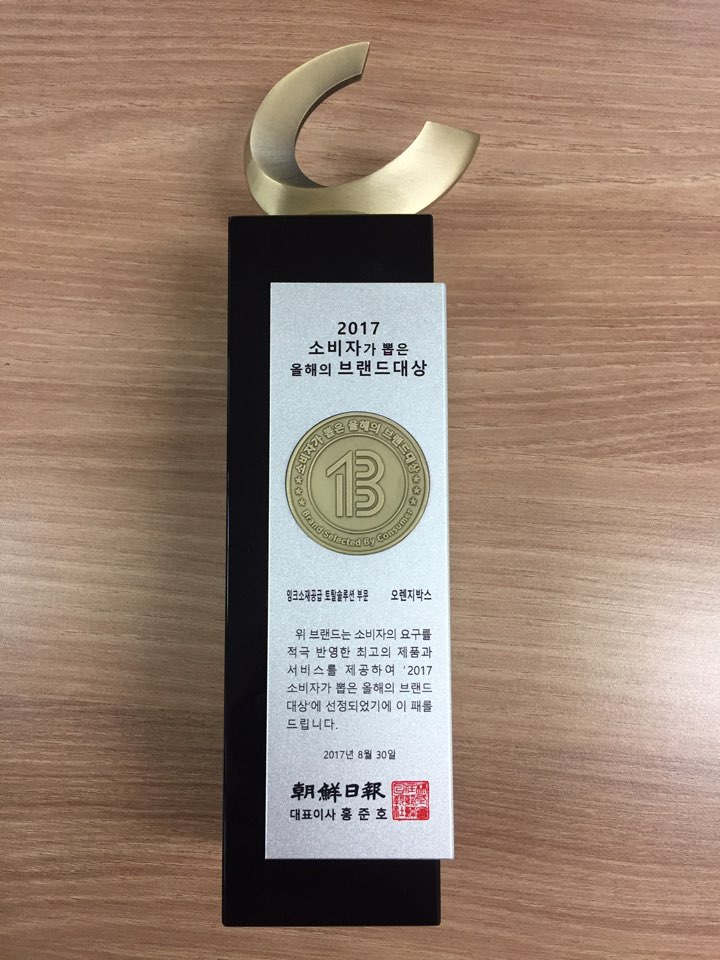 2017
소비자가 뽑은
올해의 브랜드대상
소비자가 뽑은 올해의 브랜드대상
1B
Brand Selected By Consumer
잉크소재공급 토탈솔루션 부문 오렌지박스
위 브랜드는 소비자의 요구를
적극 반영한 최고의 제품과
서비스를 제공하여 '2017
소비자가 뽑은 올해의 브랜드
대상'에 선정되었기에 이 패를
드립니다.
2017년 8월 30일
朝鮮日報
대표이사 홍 준 호